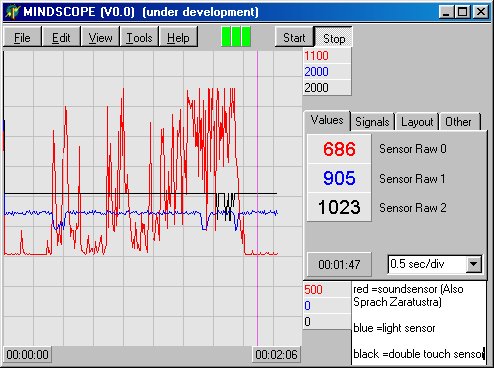 MINDSCOPE (V0.0) (under development)
File Edit View Tools Help Start Stop
1100
2000
2000
Values Signals Layout Other
686 Sensor Raw 0
905 Sensor Raw 1
1023 Sensor Raw 2
00:01:47 0.5 sec/div
500
0
0
red =soundsensor (Also
Sprach Zaratustra)
blue =light sensor
black =double touch sensor
00:00:00 00:02:06